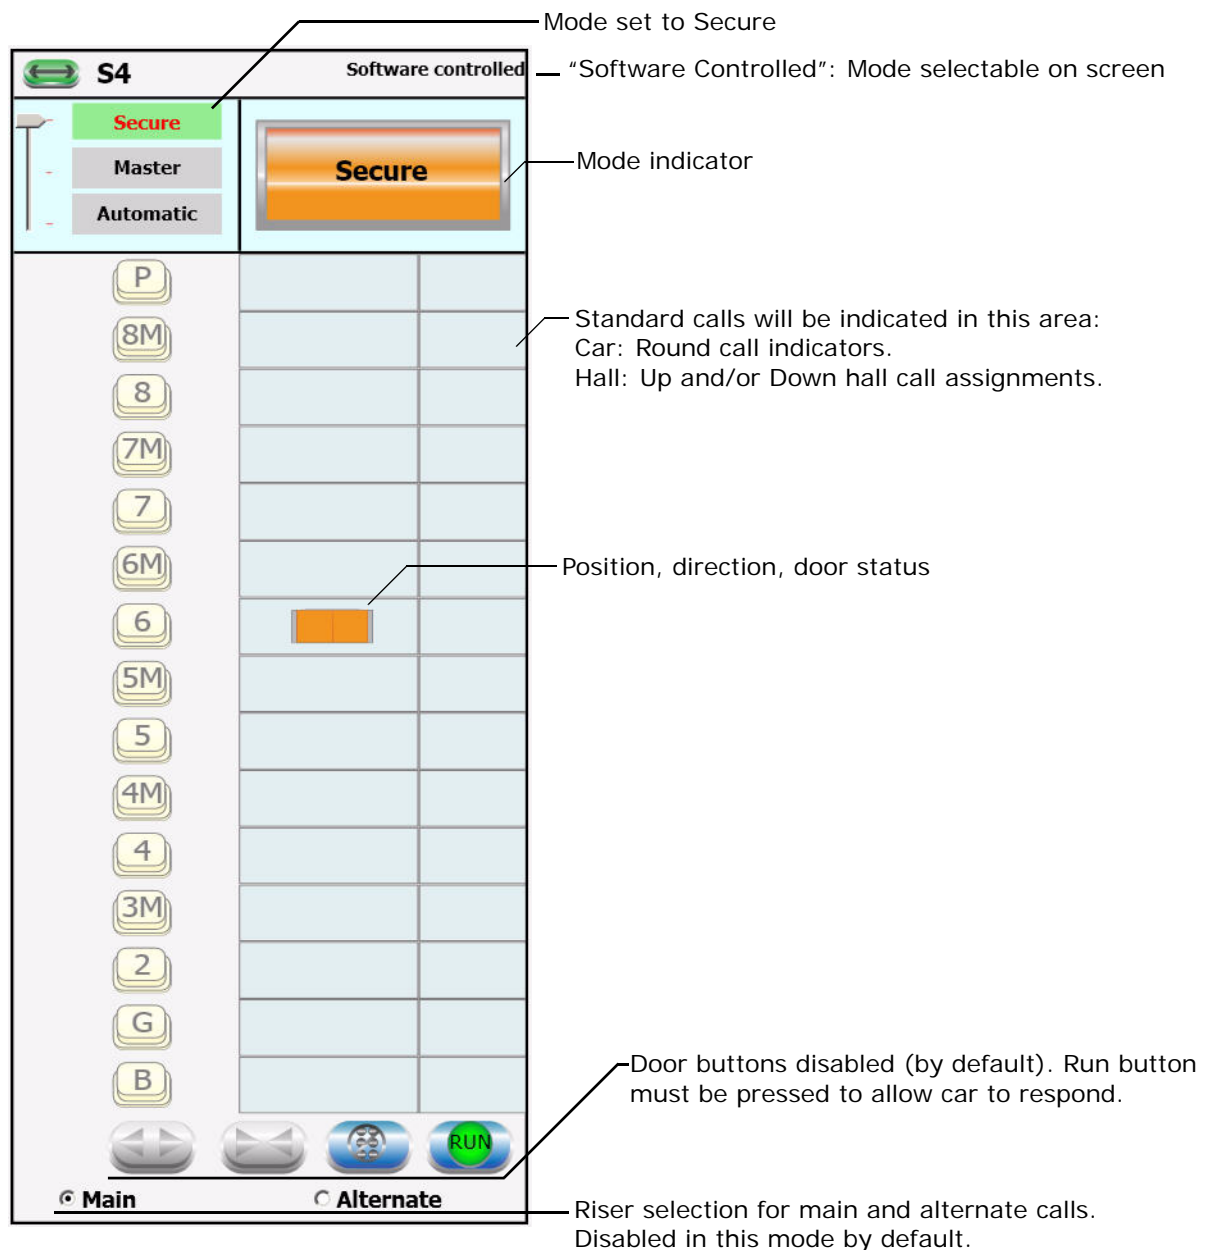 Mode set to Secure
S4
Software controlled
“Software Controlled”: Mode selectable on screen
Secure
Master
Automatic
Secure
Mode indicator
P
8M
Standard calls will be indicated in this area:
Car: Round call indicators.
Hall: Up and/or Down hall call assignments.
8
7M
7
6M
Position, direction, door status
6
5M
5
4M
4
3M
2
G
B
Door buttons disabled (by default). Run button
must be pressed to allow car to respond.
RUN
Main
Alternate
Riser selection for main and alternate calls.
Disabled in this mode by default.